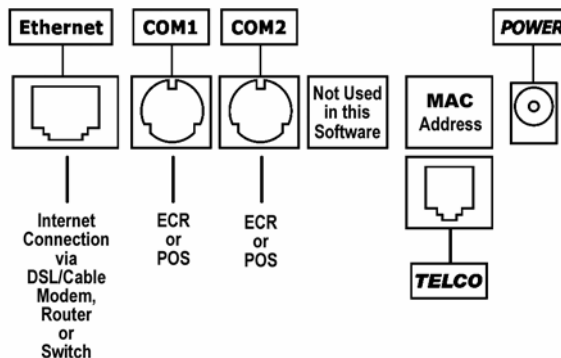 Ethernet
COM1
COM2
POWER
Not Used
in this
Software
MAC
Address
Internet
Connection
via
DSL/Cable
Modem,
Router
or
Switch
ECR
or
POS
ECR
or
POS
TELCO